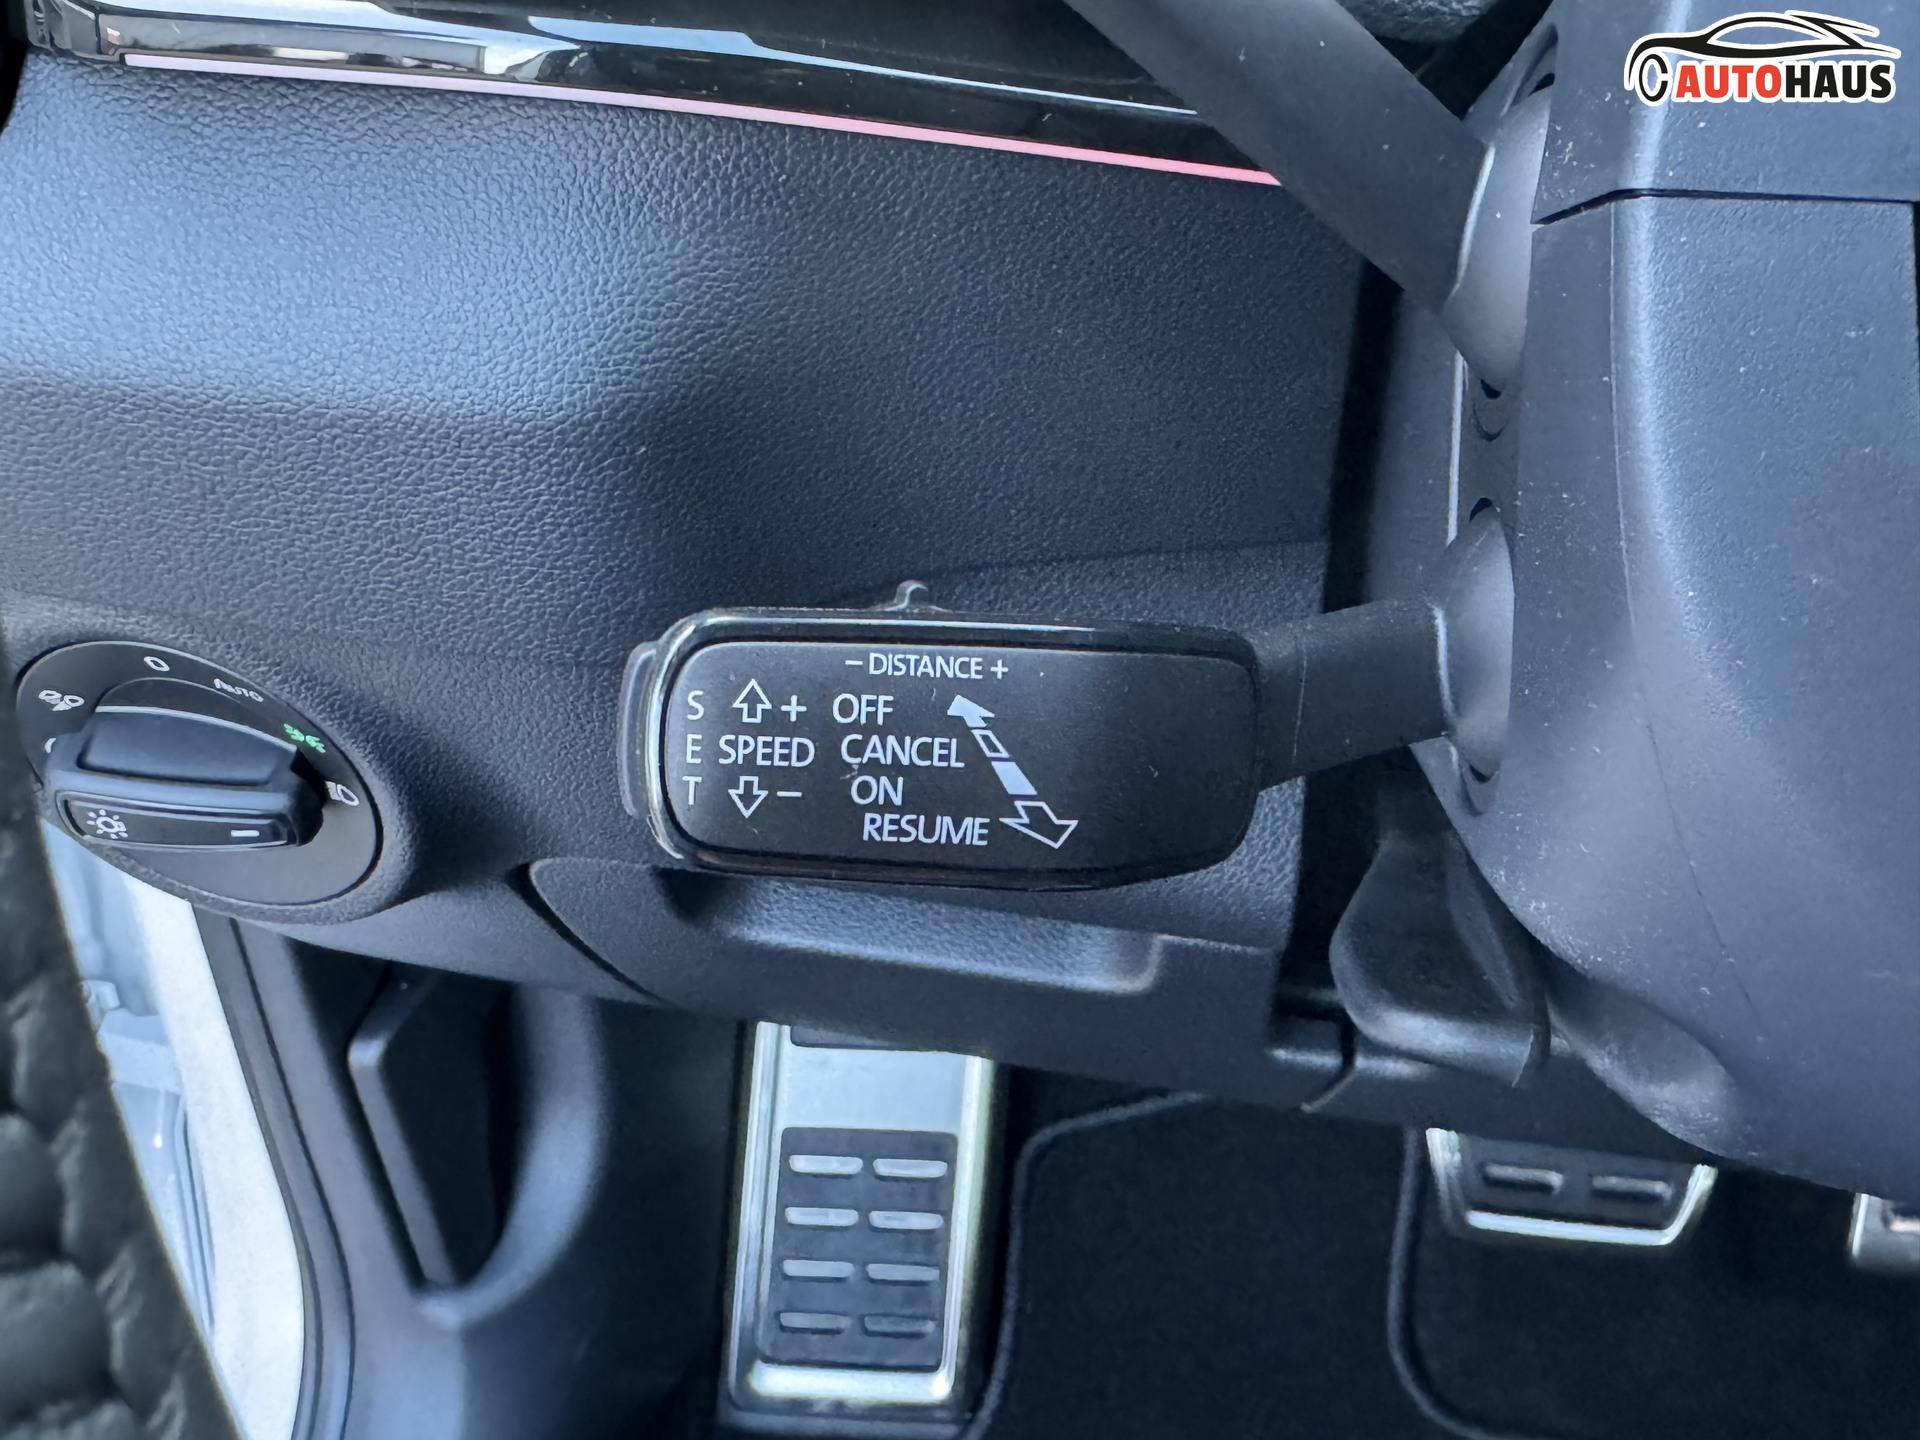 AUTOHAUS
− DISTANCE +
S + OFF
E SPEED CANCEL
T − ON
RESUME
0
AUTO